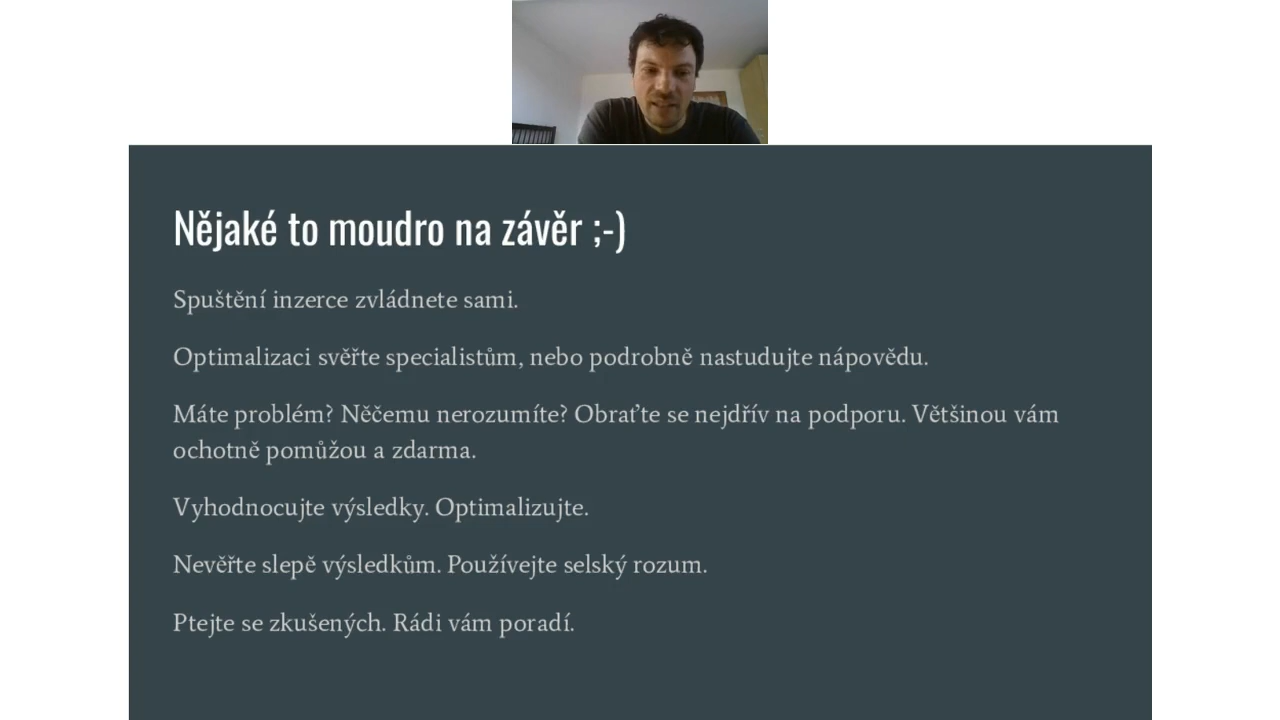 Nějaké to moudro na závěr ;-)
Spuštění inzerce zvládnete sami.
Optimalizaci svěřte specialistům, nebo podrobně nastudujte nápovědu.
Máte problém? Něčemu nerozumíte? Obraťte se nejdřív na podporu. Většinou vám
ochotně pomůžou a zdarma.
Vyhodnocujte výsledky. Optimalizujte.
Nevěřte slepě výsledkům. Používejte selský rozum.
Ptejte se zkušených. Rádi vám poradí.